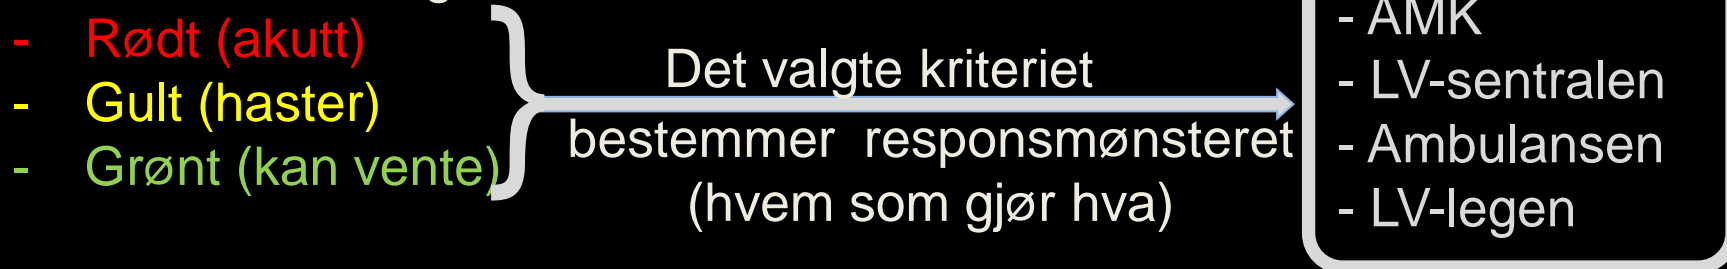 - Rødt (akutt)
- Gult (haster)
- Grønt (kan vente)
Det valgte kriteriet
bestemmer  responsmønsteret
(hvem som gjør hva)
- AMK
- LV-sentralen
- Ambulansen
- LV-legen